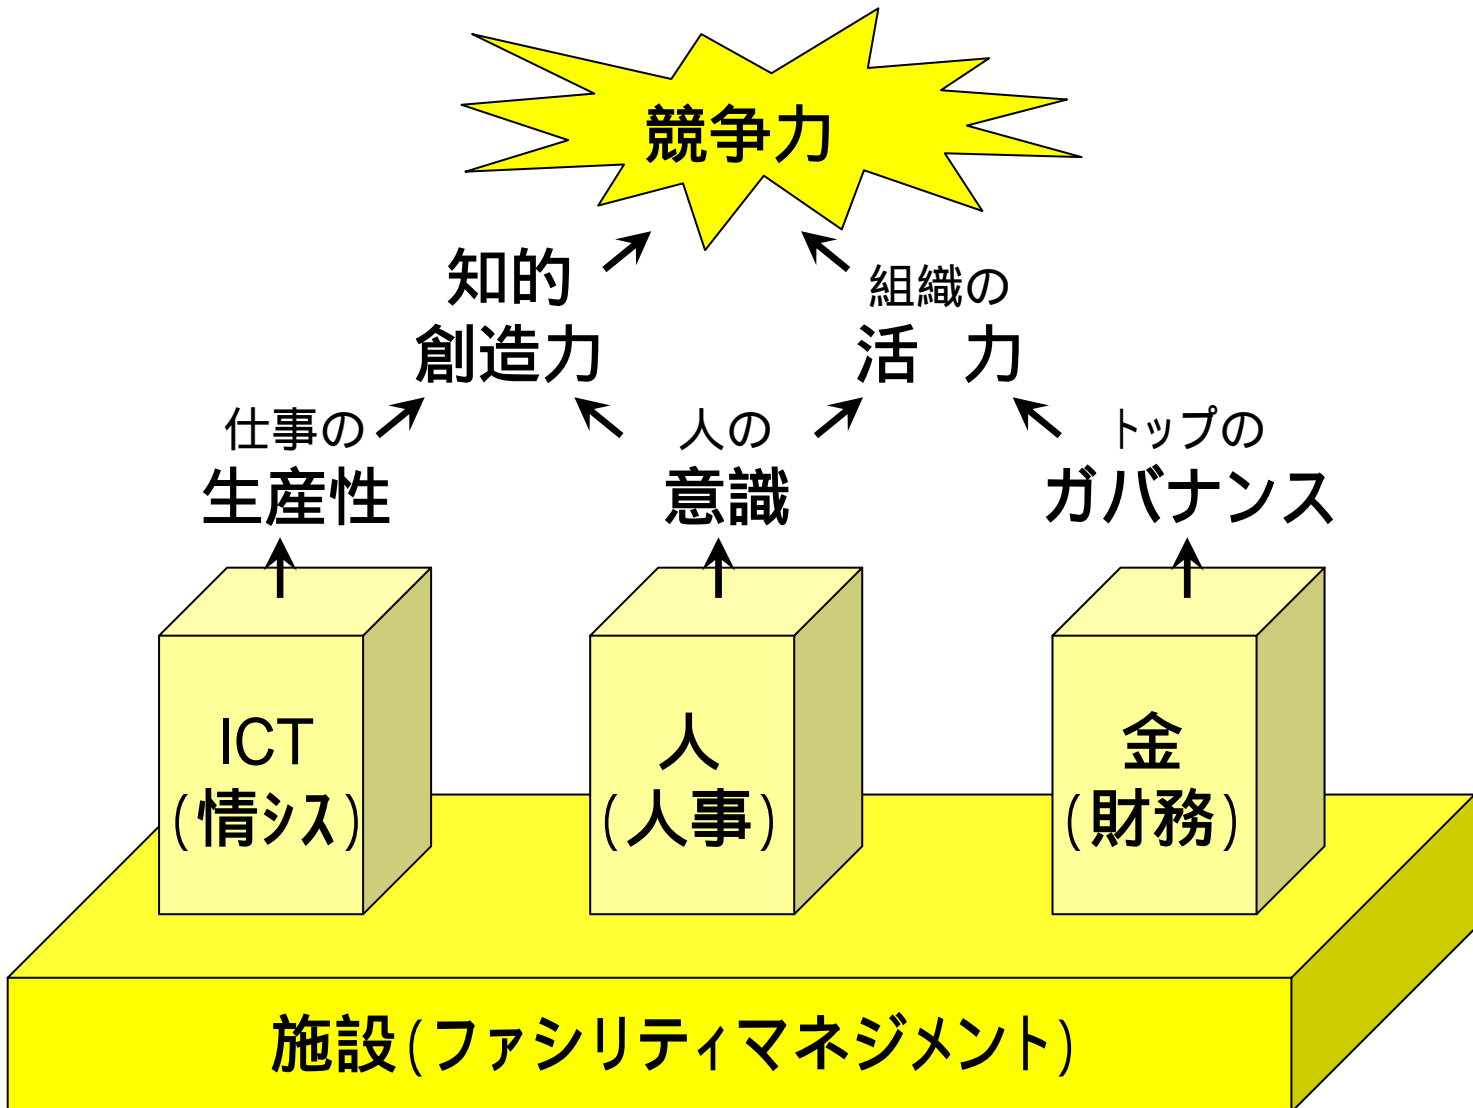 競争力
知的
創造力
組織の
活　力
仕事の
生産性
人の
意識
トップの
ガバナンス
ICT
(情ｼｽ)
人
(人事)
金
(財務)
施設(ファシリティマネジメント)